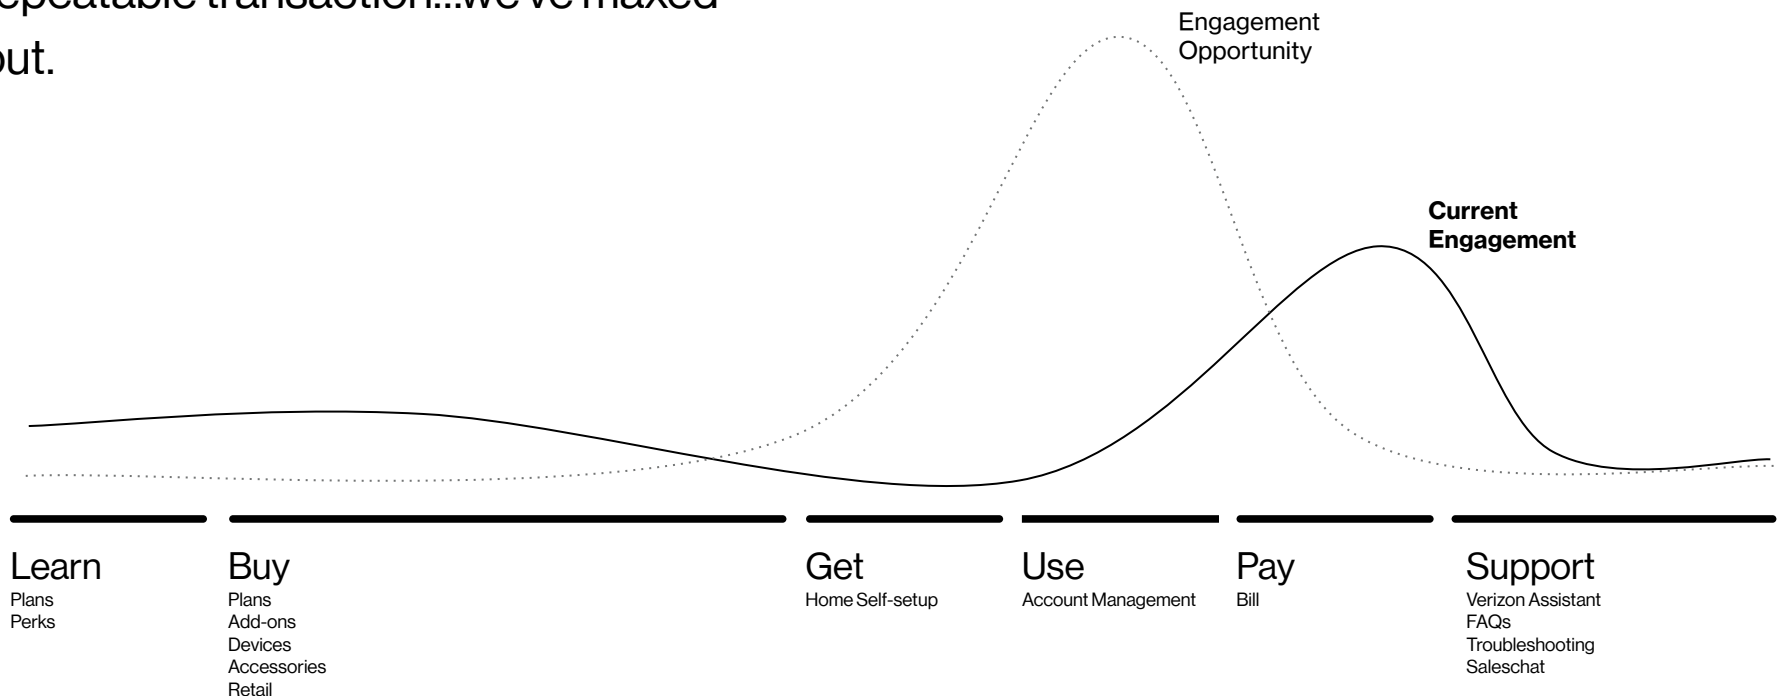 epeatable transaction...we've maxed
out.
Engagement
Opportunity
Current
Engagement
Learn
Plans
Perks
Buy
Plans
Add-ons
Devices
Accessories
Retail
Get
Home Self-setup
Use
Account Management
Pay
Bill
Support
Verizon Assistant
FAQs
Troubleshooting
Saleschat